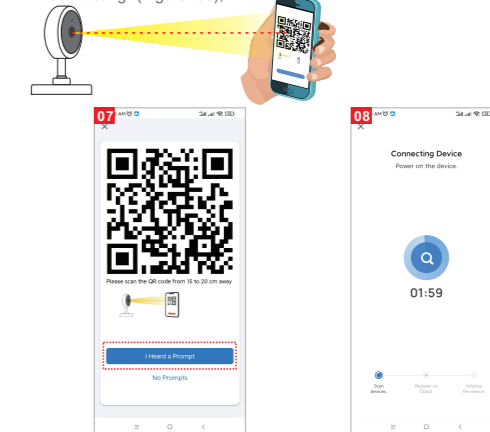 07 AM
Please scan the QR code from 15 to 20 cm away
I Heard a Prompt
No Prompts
08 AM
Connecting Device
Power on the device.
01:59
Scan devices
Register on Cloud
Initialize the device